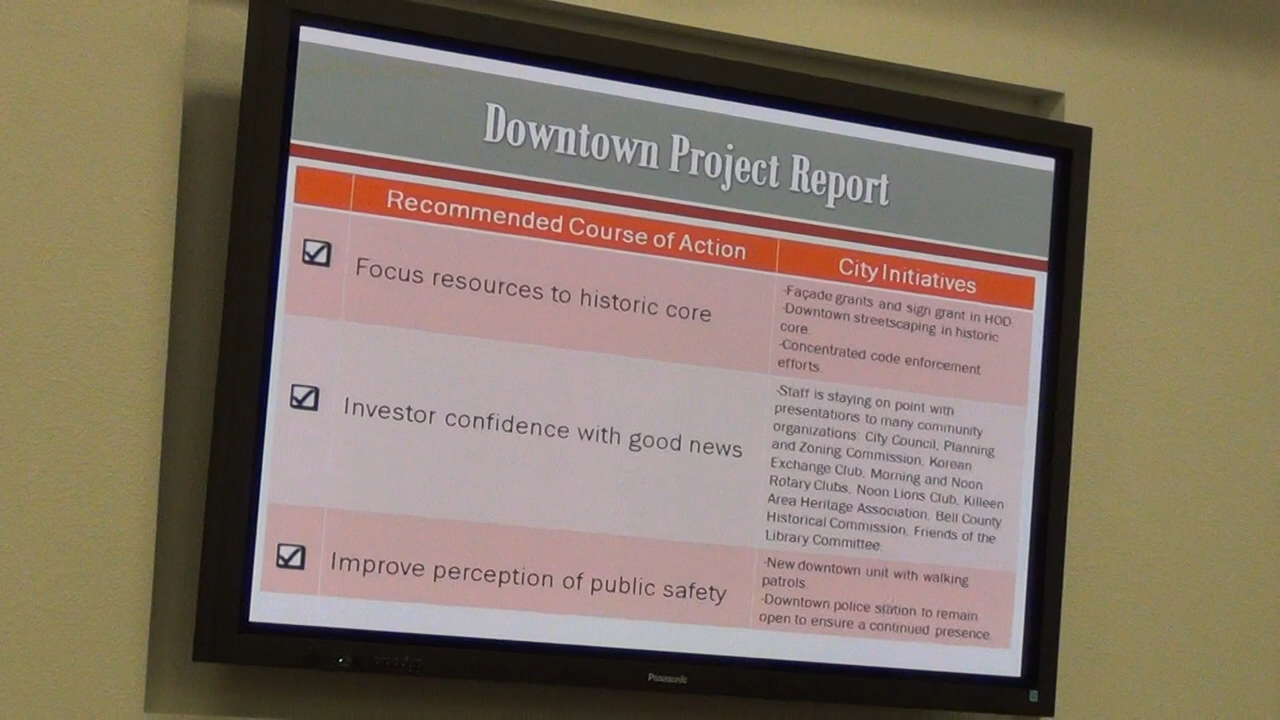 Downtown Project Report
Recommended Course of Action
City Initiatives
Focus resources to historic core
-Façade grants and sign grant in HOD
-Downtown streetscaping in historic
core.
-Concentrated code enforcement
efforts.
Investor confidence with good news
-Staff is staying on point with
presentations to many community
organizations: City Council, Planning
and Zoning Commission, Korean
Exchange Club, Morning and Noon
Rotary Clubs, Noon Lions Club, Killeen
Area Heritage Association, Bell County
Historical Commission, Friends of the
Library Committee.
Improve perception of public safety
-New downtown unit with walking
patrols.
-Downtown police station to remain
open to ensure a continued presence.
Panasonic